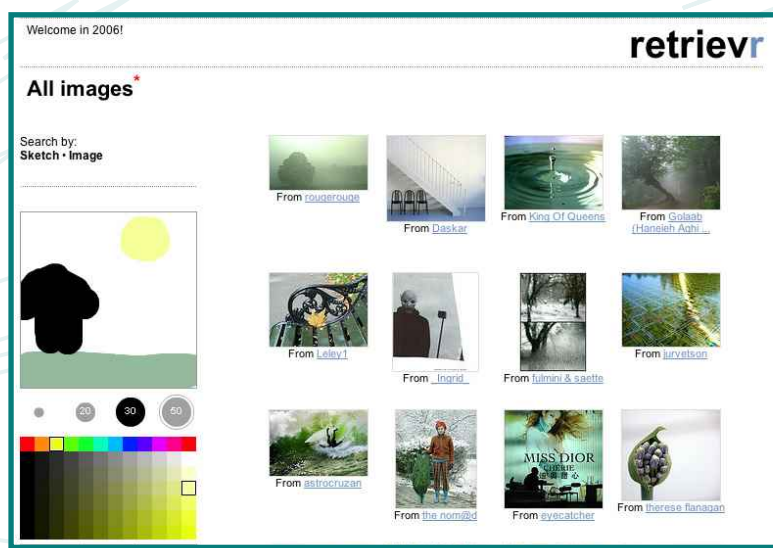 Welcome in 2006!
retrievr
All images*
Search by:
Sketch • Image
From rougerouge
From Daskar
From King Of Queens
From Golaab
(Hanieh Aghi ...
From Leley1
From _Ingrid_
From fulmini & saette
From jurvetson
20
30
60
MISS DIOR
CHERIE
From astrocruzan
From the nom@d
From eyecatcher
From therese flanagan